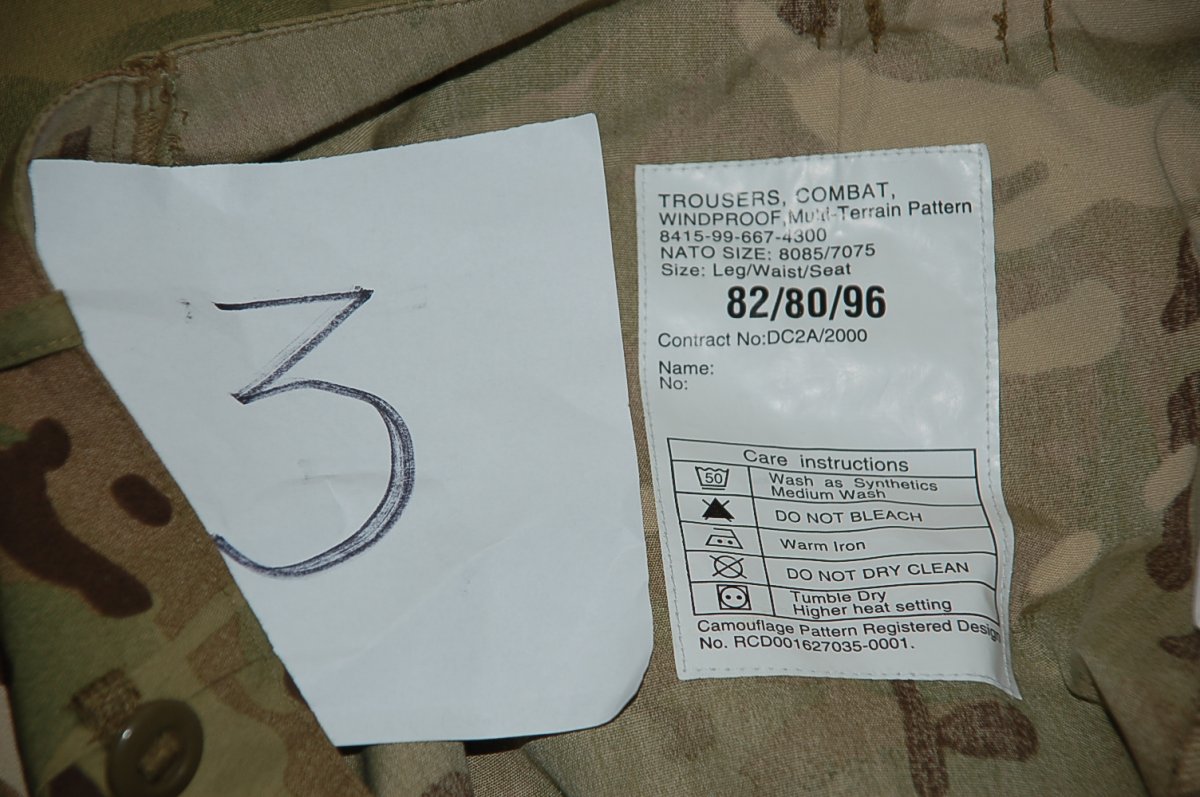 3
TROUSERS, COMBAT,
WINDPROOF, Multi-Terrain Pattern
8415-99-667-4300
NATO SIZE: 8085/7075
Size: Leg/Waist/Seat
82/80/96
Contract No:DC2A/2000
Name:
No:
Care instructions
50 Wash as Synthetics
Medium Wash
DO NOT BLEACH
Warm Iron
DO NOT DRY CLEAN
Tumble Dry
Higher heat setting
Camouflage Pattern Registered Design
No. RCD001627035-0001.